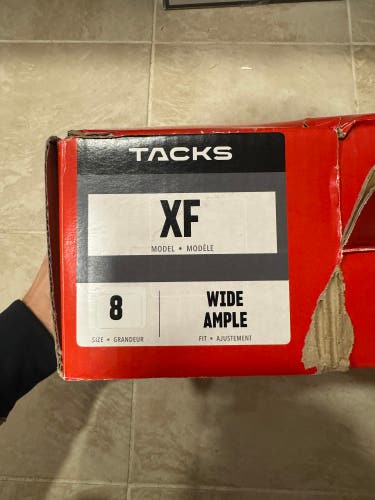 TACKS
XF
MODEL • MODÈLE
8
SIZE • GRANDEUR
WIDE
AMPLE
FIT • AJUSTEMENT